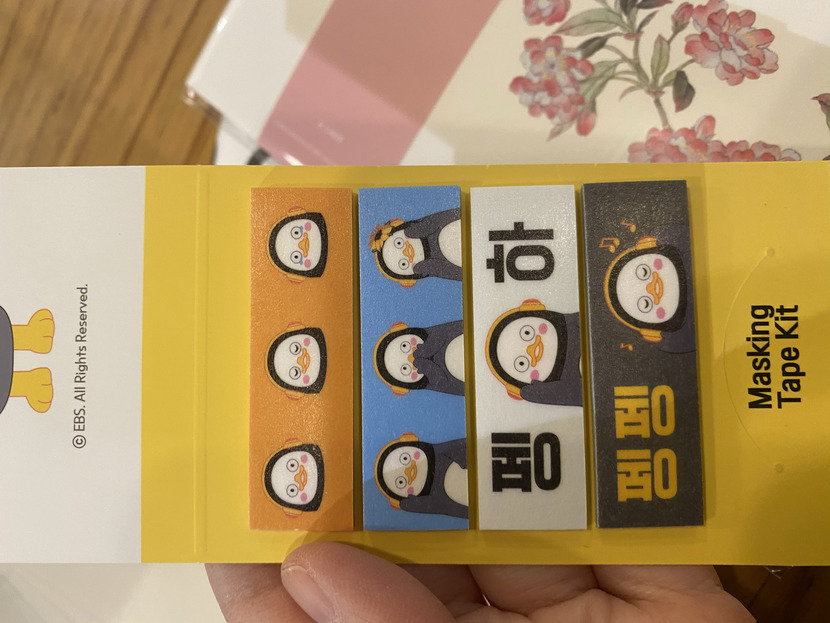 © EBS. All Rights Reserved.
펭 하
펭펭
Masking
Tape Kit